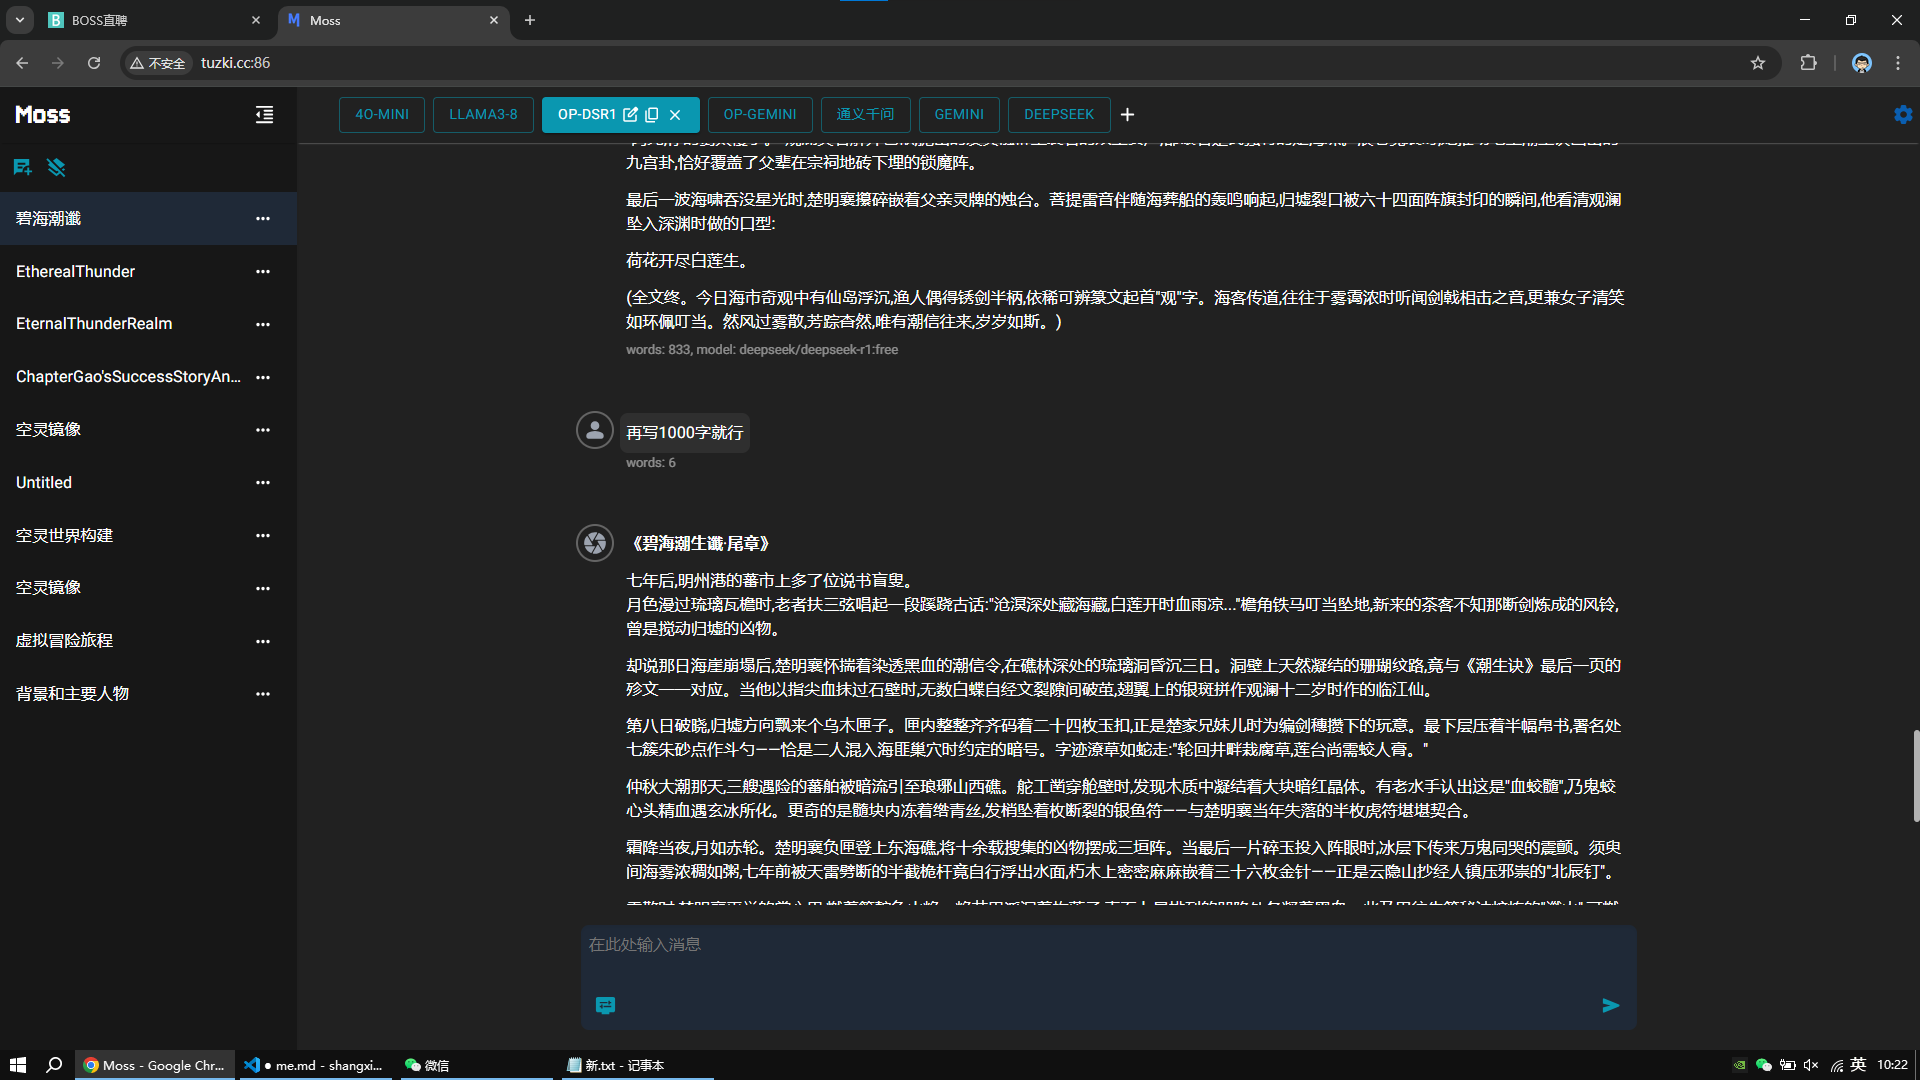 BOSS直聘
Moss
不安全
tuzki.cc:86
Moss
4O-MINI
LLAMA3-8
OP-DSR1
OP-GEMINI
通义千问
GEMINI
DEEPSEEK
碧海潮谶
EtherealThunder
EternalThunderRealm
ChapterGao'sSuccessStoryAn...
空灵镜像
Untitled
空灵世界构建
空灵镜像
虚拟冒险旅程
背景和主要人物
九宫卦,恰好覆盖了父辈在宗祠地砖下埋的锁魔阵。
最后一波海啸吞没星光时,楚明襄攥碎嵌着父亲灵牌的烛台。菩提雷音伴随海葬船的轰鸣响起,归墟裂口被六十四面阵旗封印的瞬间,他看清观澜
坠入深渊时做的口型:
荷花开尽白莲生。
(全文终。今日海市奇观中有仙岛浮沉,渔人偶得锈剑半柄,依稀可辨篆文起首"观"字。海客传道,往往于雾霭浓时听闻剑戟相击之音,更兼女子清笑
如环佩叮当。然风过雾散,芳踪杳然,唯有潮信往来,岁岁如斯。)
words: 833, model: deepseek/deepseek-r1:free
再写1000字就行
words: 6
《碧海潮生谶·尾章》
七年后,明州港的蕃市上多了位说书盲叟。
月色漫过琉璃瓦檐时,老者扶三弦唱起一段蹊跷古话:"沧溟深处藏海藏,白莲开时血雨凉..."檐角铁马叮当坠地,新来的茶客不知那断剑炼成的风铃,
曾是搅动归墟的凶物。
却说那日海崖崩塌后,楚明襄怀揣着染透黑血的潮信令,在礁林深处的琉璃洞昏沉三日。洞壁上天然凝结的珊瑚纹路,竟与《潮生诀》最后一页的
殄文一一对应。当他以指尖血抹过石壁时,无数白蝶自经文裂隙间破茧,翅翼上的银斑拼作观澜十二岁时作的临江仙。
第八日破晓,归墟方向飘来个乌木匣子。匣内整整齐齐码着二十四枚玉扣,正是楚家兄妹儿时为编剑穗攒下的玩意。最下层压着半幅帛书,署名处
七簇朱砂点作斗勺——恰是二人混入海匪巢穴时约定的暗号。字迹潦草如蛇走:"轮回井畔栽腐草,莲台尚需蛟人膏。"
仲秋大潮那天,三艘遇险的蕃舶被暗流引至琅琊山西礁。舵工凿穿舱壁时,发现木质中凝结着大块暗红晶体。有老水手认出这是"血蛟髓",乃鬼蛟
心头精血遇玄冰所化。更奇的是髓块内冻着绺青丝,发梢坠着枚断裂的银鱼符——与楚明襄当年失落的半枚虎符堪堪契合。
霜降当夜,月如赤轮。楚明襄负匣登上东海礁,将十余载搜集的凶物摆成三垣阵。当最后一片碎玉投入阵眼时,冰层下传来万鬼同哭的震颤。须臾
间海雾浓稠如粥,七年前被天雷劈断的半截桅杆竟自行浮出水面,朽木上密密麻麻嵌着三十六枚金针——正是云隐山抄经人镇压邪祟的"北辰钉"。
在此处输入消息
Moss - Google Chr...
● me.md - shangxi...
微信
新.txt - 记事本
英
10:22